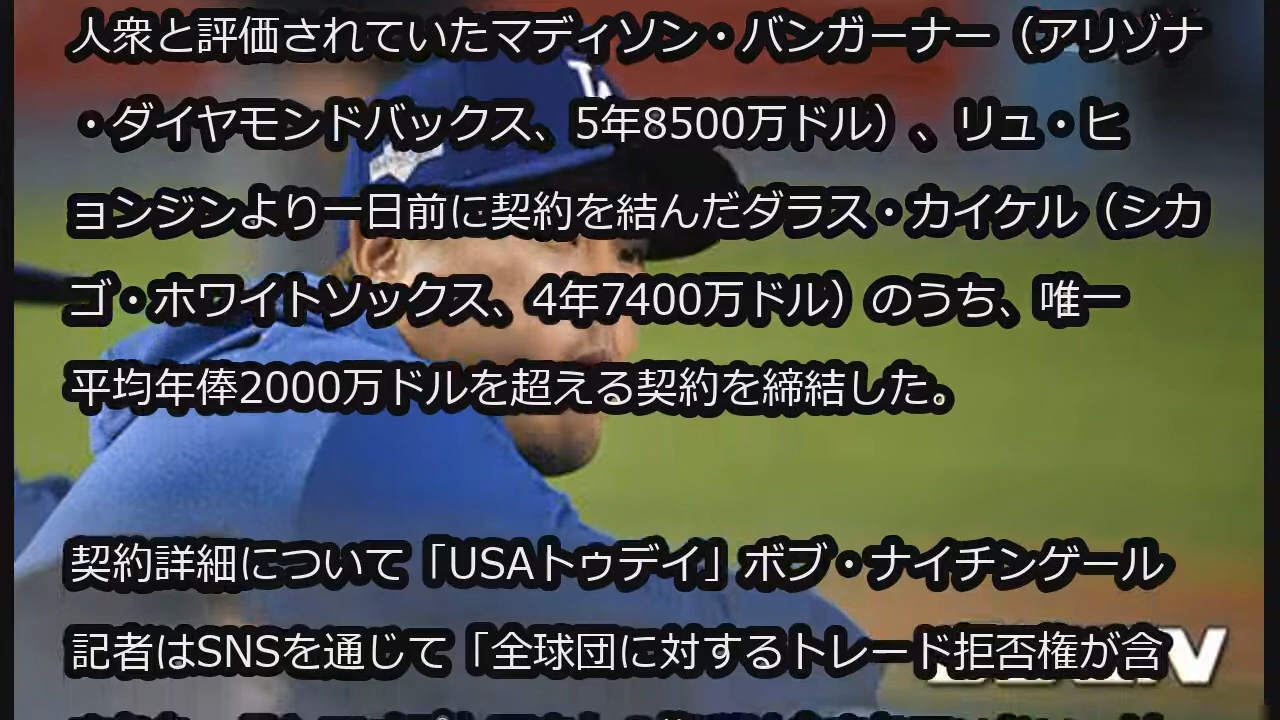 人衆と評価されていたマディソン・バンガーナー（アリゾナ
・ダイヤモンドバックス、5年8500万ドル）、リュ・ヒ
ョンジンより一日前に契約を結んだダラス・カイケル（シカ
ゴ・ホワイトソックス、4年7400万ドル）のうち、唯一
平均年俸2000万ドルを超える契約を締結した。
契約詳細について「USAトゥデイ」ボブ・ナイチンゲール
記者はSNSを通じて「全球団に対するトレード拒否権が含